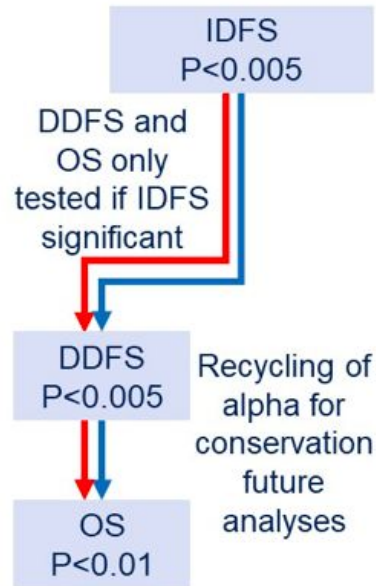 IDFS
P<0.005
DDFS and
OS only
tested if IDFS
significant
DDFS
P<0.005
Recycling of
alpha for
conservation
future
analyses
OS
P<0.01